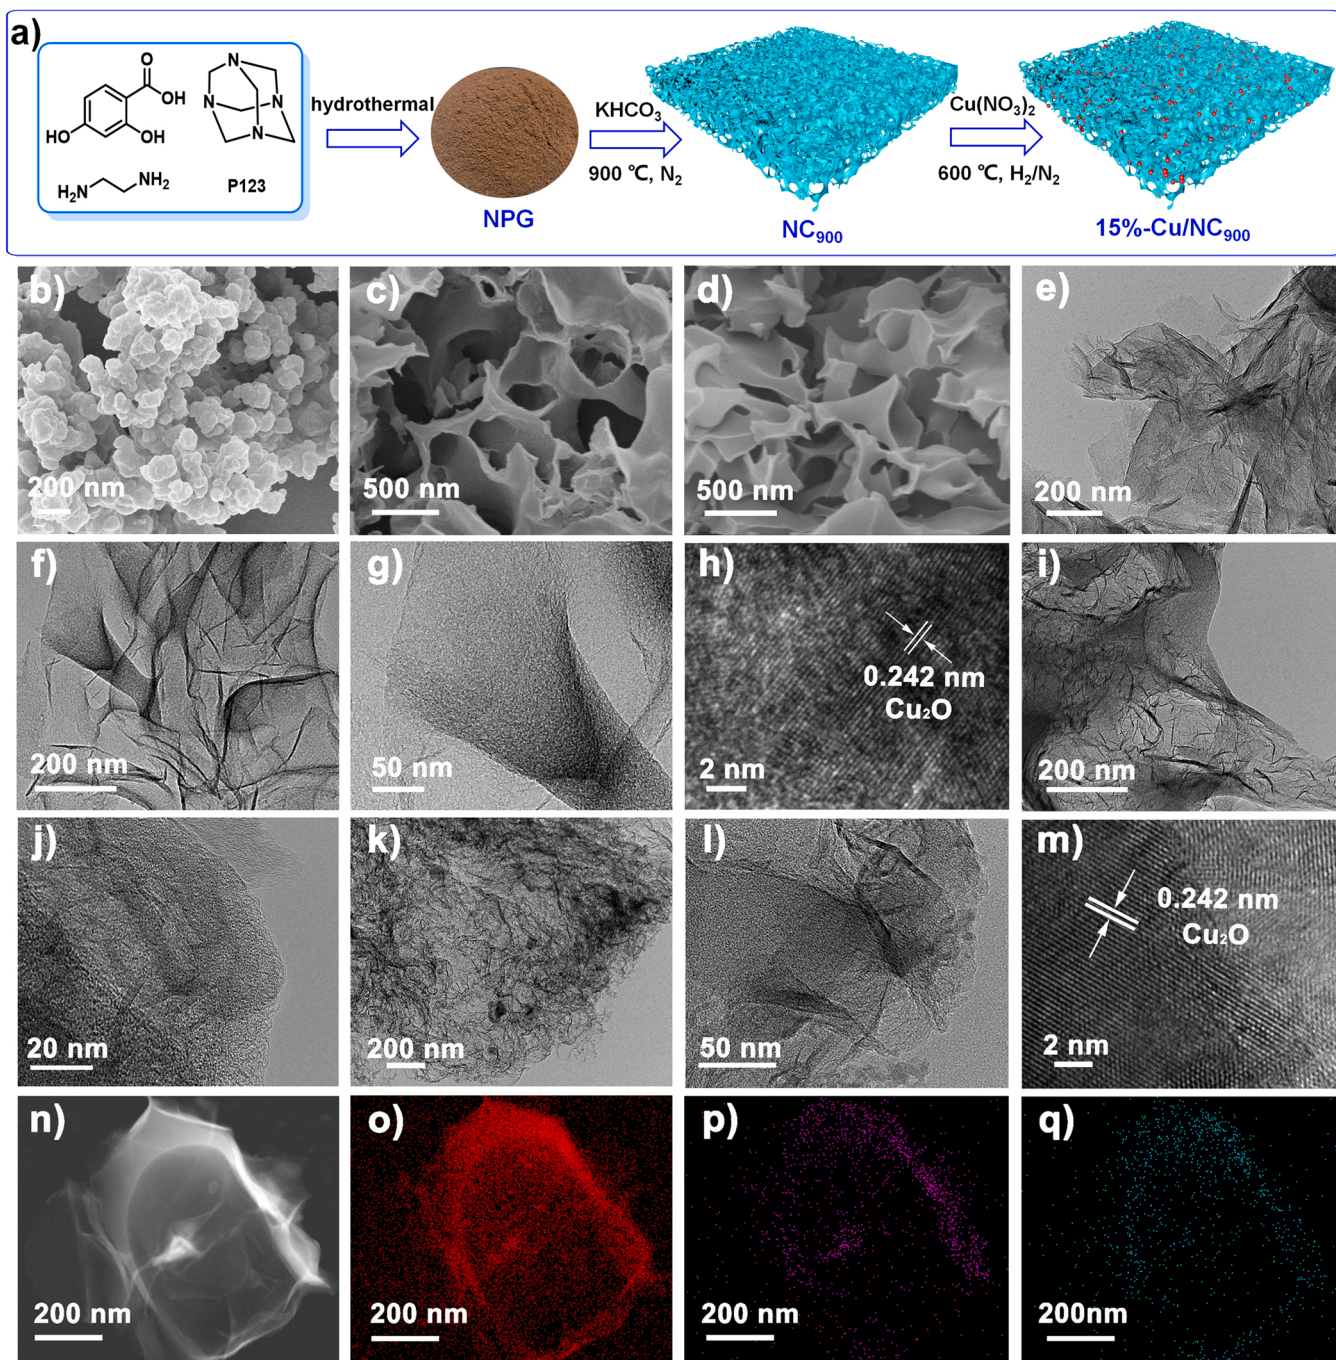 a)
O
OH
HO
OH
H₂N
NH₂
N
N
N
N
P123
hydrothermal
NPG
KHCO₃
900 ℃, N₂
NC₉₀₀
Cu(NO₃)₂
600 ℃, H₂/N₂
15%-Cu/NC₉₀₀
b)
200 nm
c)
500 nm
d)
500 nm
e)
200 nm
f)
200 nm
g)
50 nm
h)
0.242 nm
Cu₂O
2 nm
i)
200 nm
j)
20 nm
k)
200 nm
l)
50 nm
m)
0.242 nm
Cu₂O
2 nm
n)
200 nm
o)
200 nm
p)
200 nm
q)
200nm